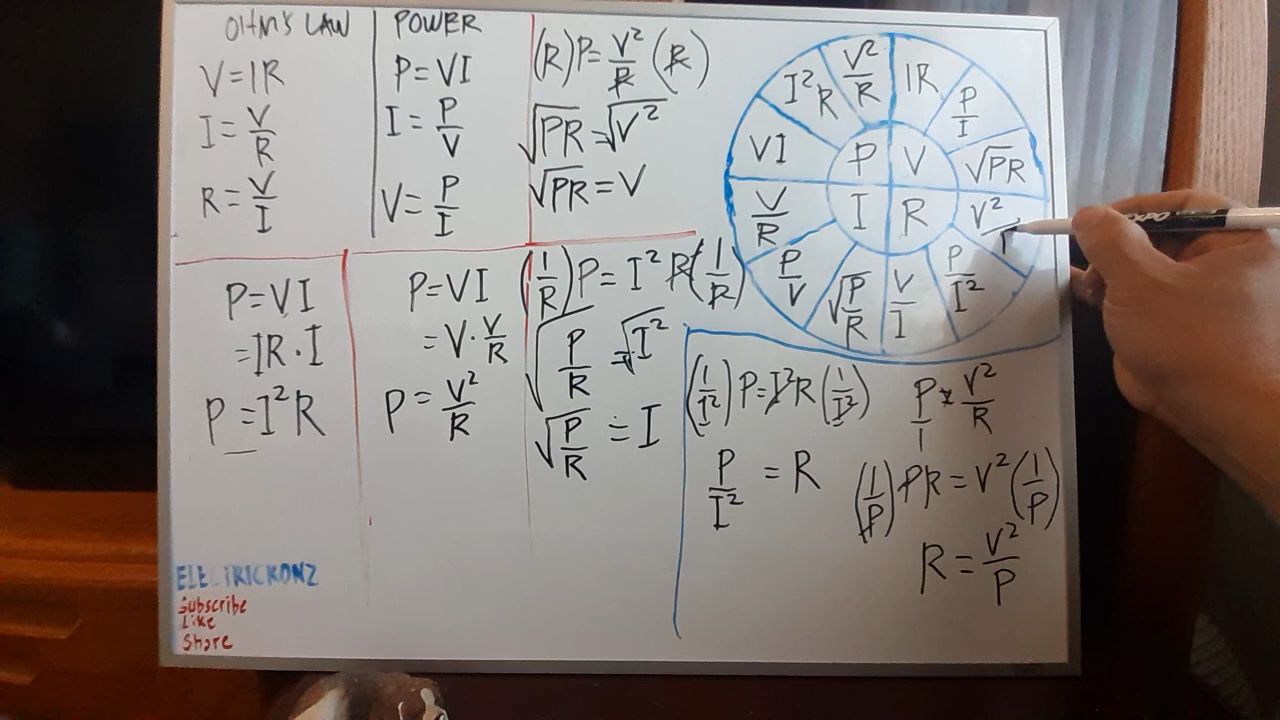 OHM'S LAW
V=IR
I=V/R
R=V/I
POWER
P=VI
I=P/V
V=P/I
(R)P=V²/R(R)
√PR=√V²
√PR=V
P=VI
=IR·I
P=I²R
P=VI
=V·V/R
P=V²/R
(1/R)P=I²R(1/R)
√P/R=√I²
√P/R=I
P
V
I
R
VI
I²R
V²/R
IR
P/I
√PR
V²/
P/I²
V/I
√P/R
P/V
V/R
(1/I²)P=I²R(1/I²)
P/I²=R
P/1=V²/R
(1/P)PR=V²(1/P)
R=V²/P
ELECTRICKONZ
Subscribe
Like
Share